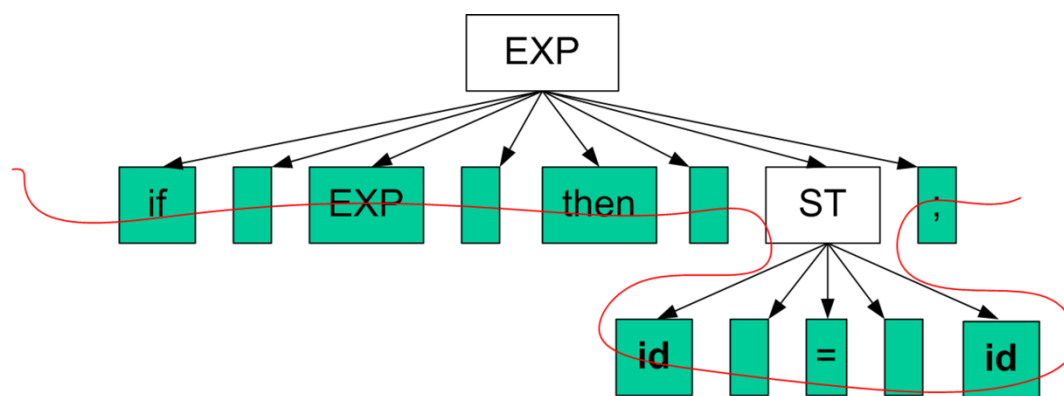 EXP
if EXP then ST ;
id = id